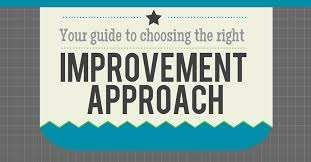 Your guide to choosing the right
IMPROVEMENT
APPROACH